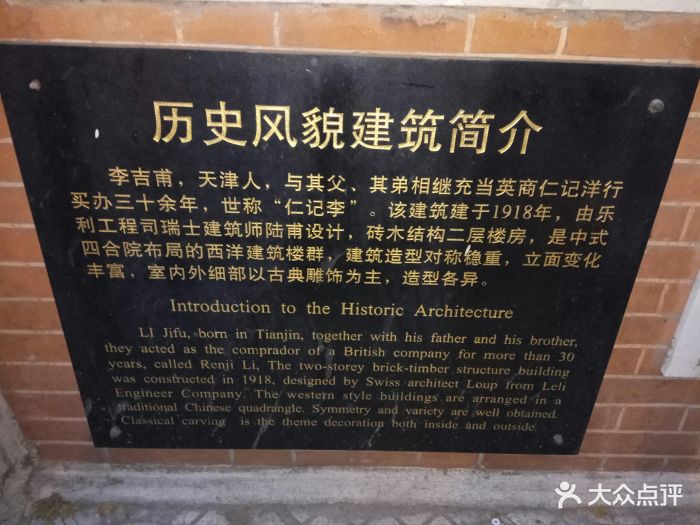 历史风貌建筑简介
李吉甫，天津人，与其父、其弟相继充当英商仁记洋行
买办三十余年，世称“仁记李”。该建筑建于1918年，由乐
利工程司瑞士建筑师陆甫设计，砖木结构二层楼房，是中式
四合院布局的西洋建筑楼群，建筑造型对称稳重，立面变化
丰富，室内外细部以古典雕饰为主，造型各异。
Introduction to the Historic Architecture
LI Jifu, born in Tianjin, together with his father and his brother,
they acted as the comprador of a British company for more than 30
years, called Renji Li, The two-storey brick-timber structure building
was constructed in 1918, designed by Swiss architect Loup from Leli
Engineer Company. The western style buildings are arranged in a
traditional Chinese quadrangle. Symmetry and variety are well obtained.
Classical carving is the theme decoration both inside and outside.
大众点评